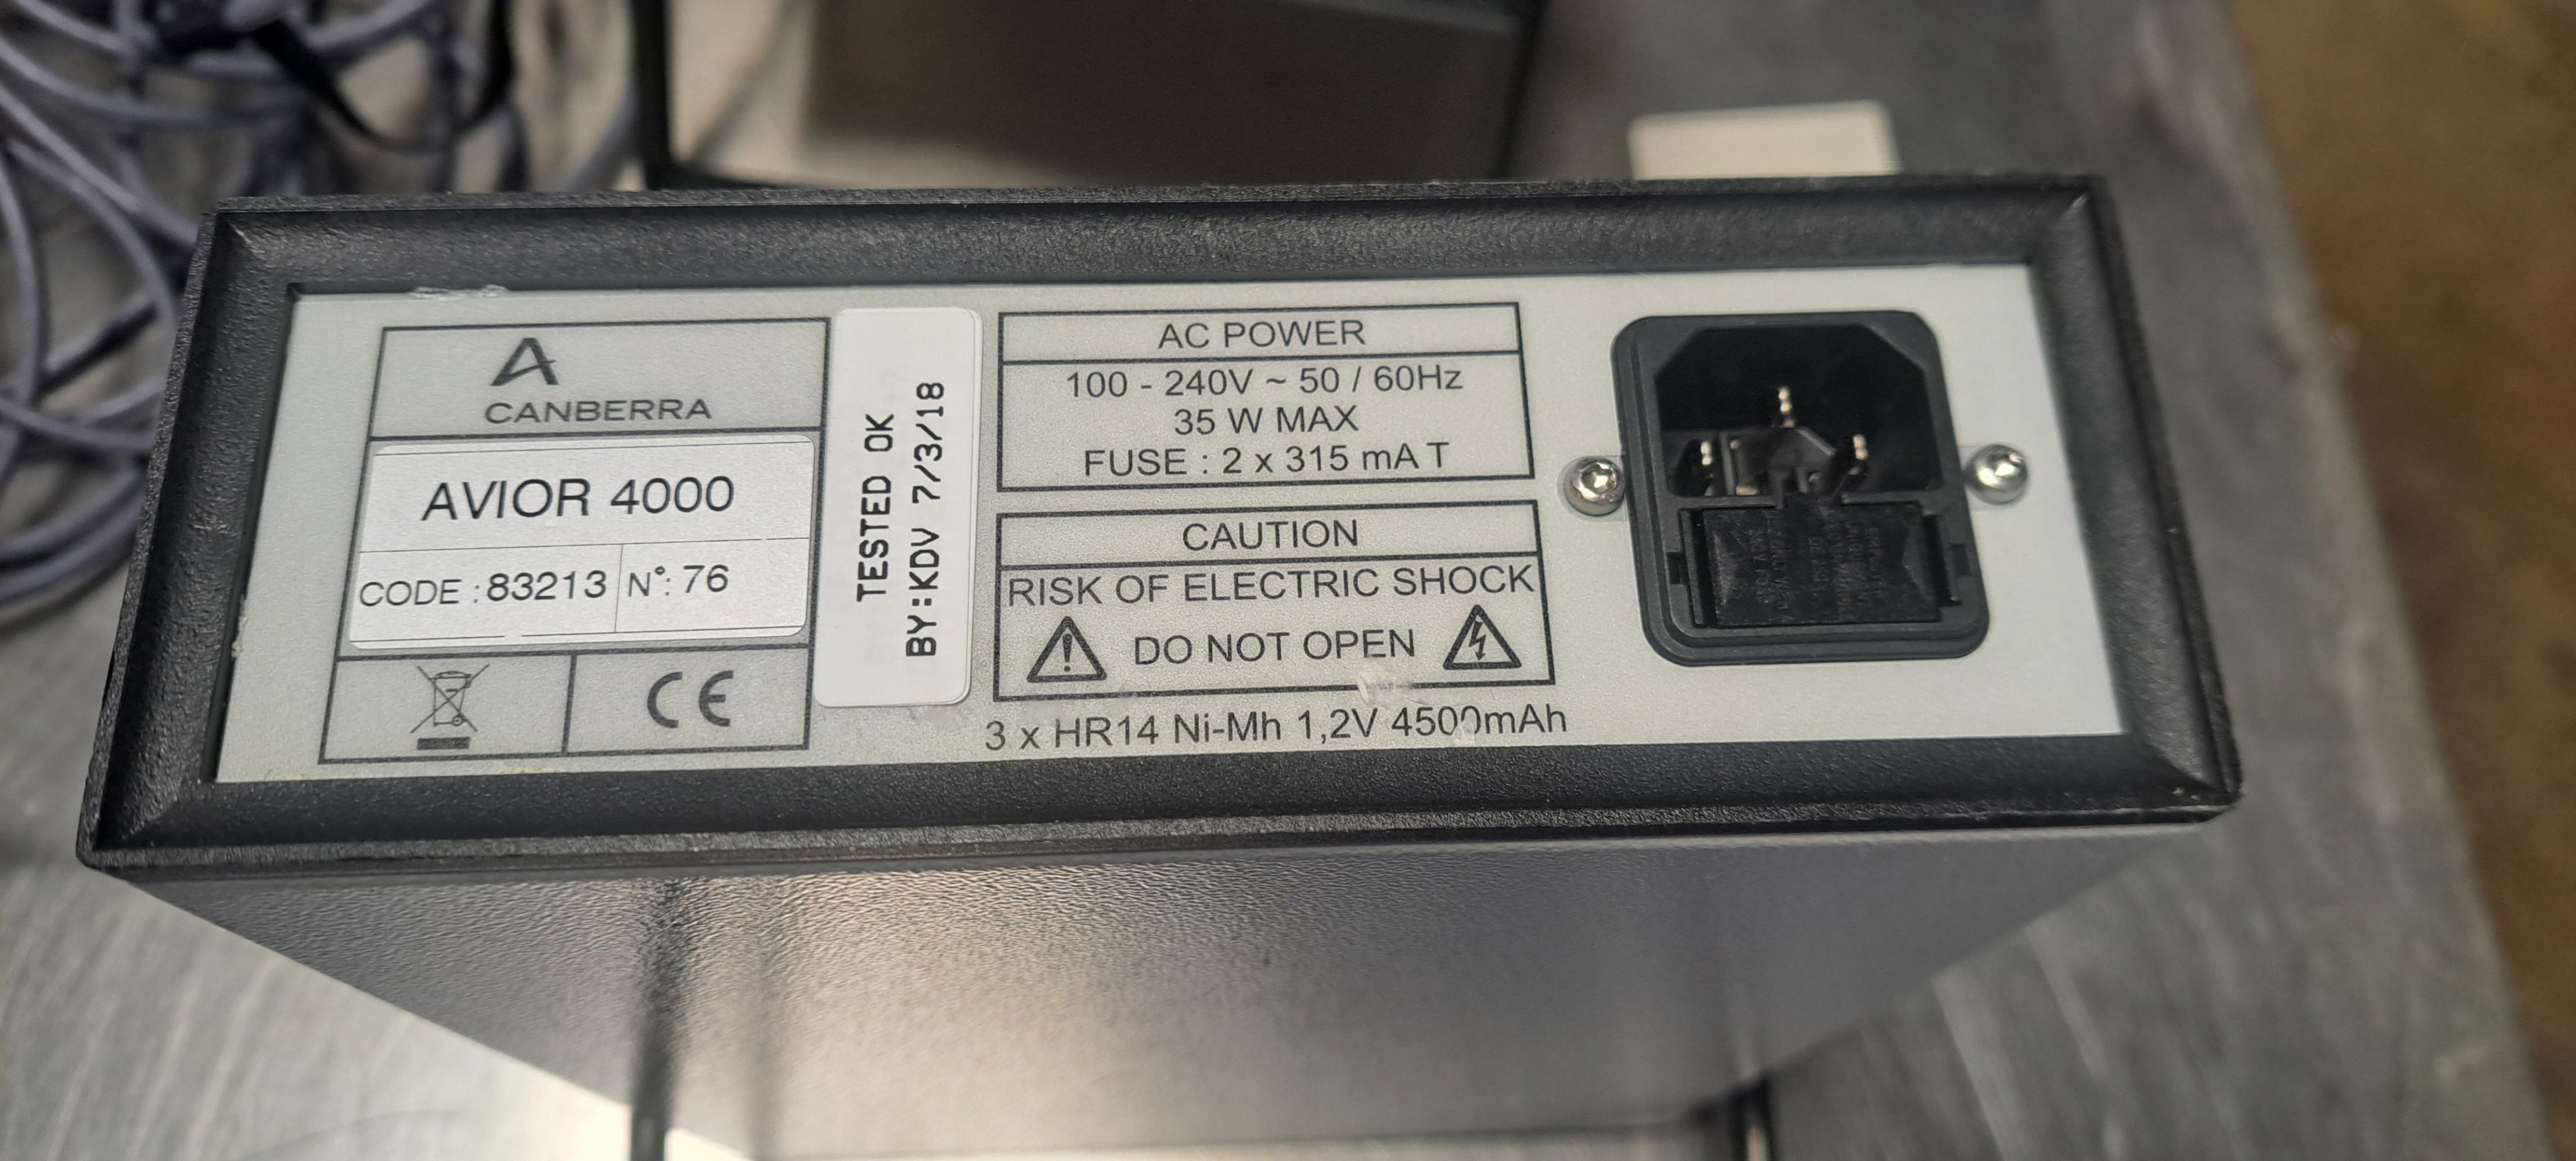 CANBERRA
AVIOR 4000
CODE : 83213 N°: 76
CE
TESTED OK
BY:KDV 7/3/18
AC POWER
100 - 240V ~ 50 / 60Hz
35 W MAX
FUSE : 2 x 315 mA T
CAUTION
RISK OF ELECTRIC SHOCK
DO NOT OPEN
3 x HR14 Ni-Mh 1,2V 4500mAh